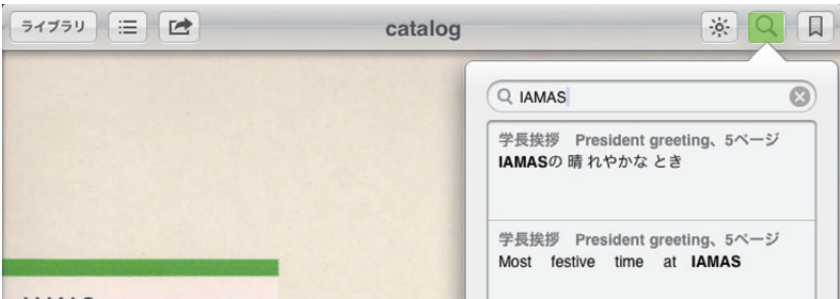 ライブラリ catalog
IAMAS
学長挨拶 President greeting、5ページ
IAMASの 晴 れやかな とき
学長挨拶 President greeting、5ページ
Most festive time at IAMAS